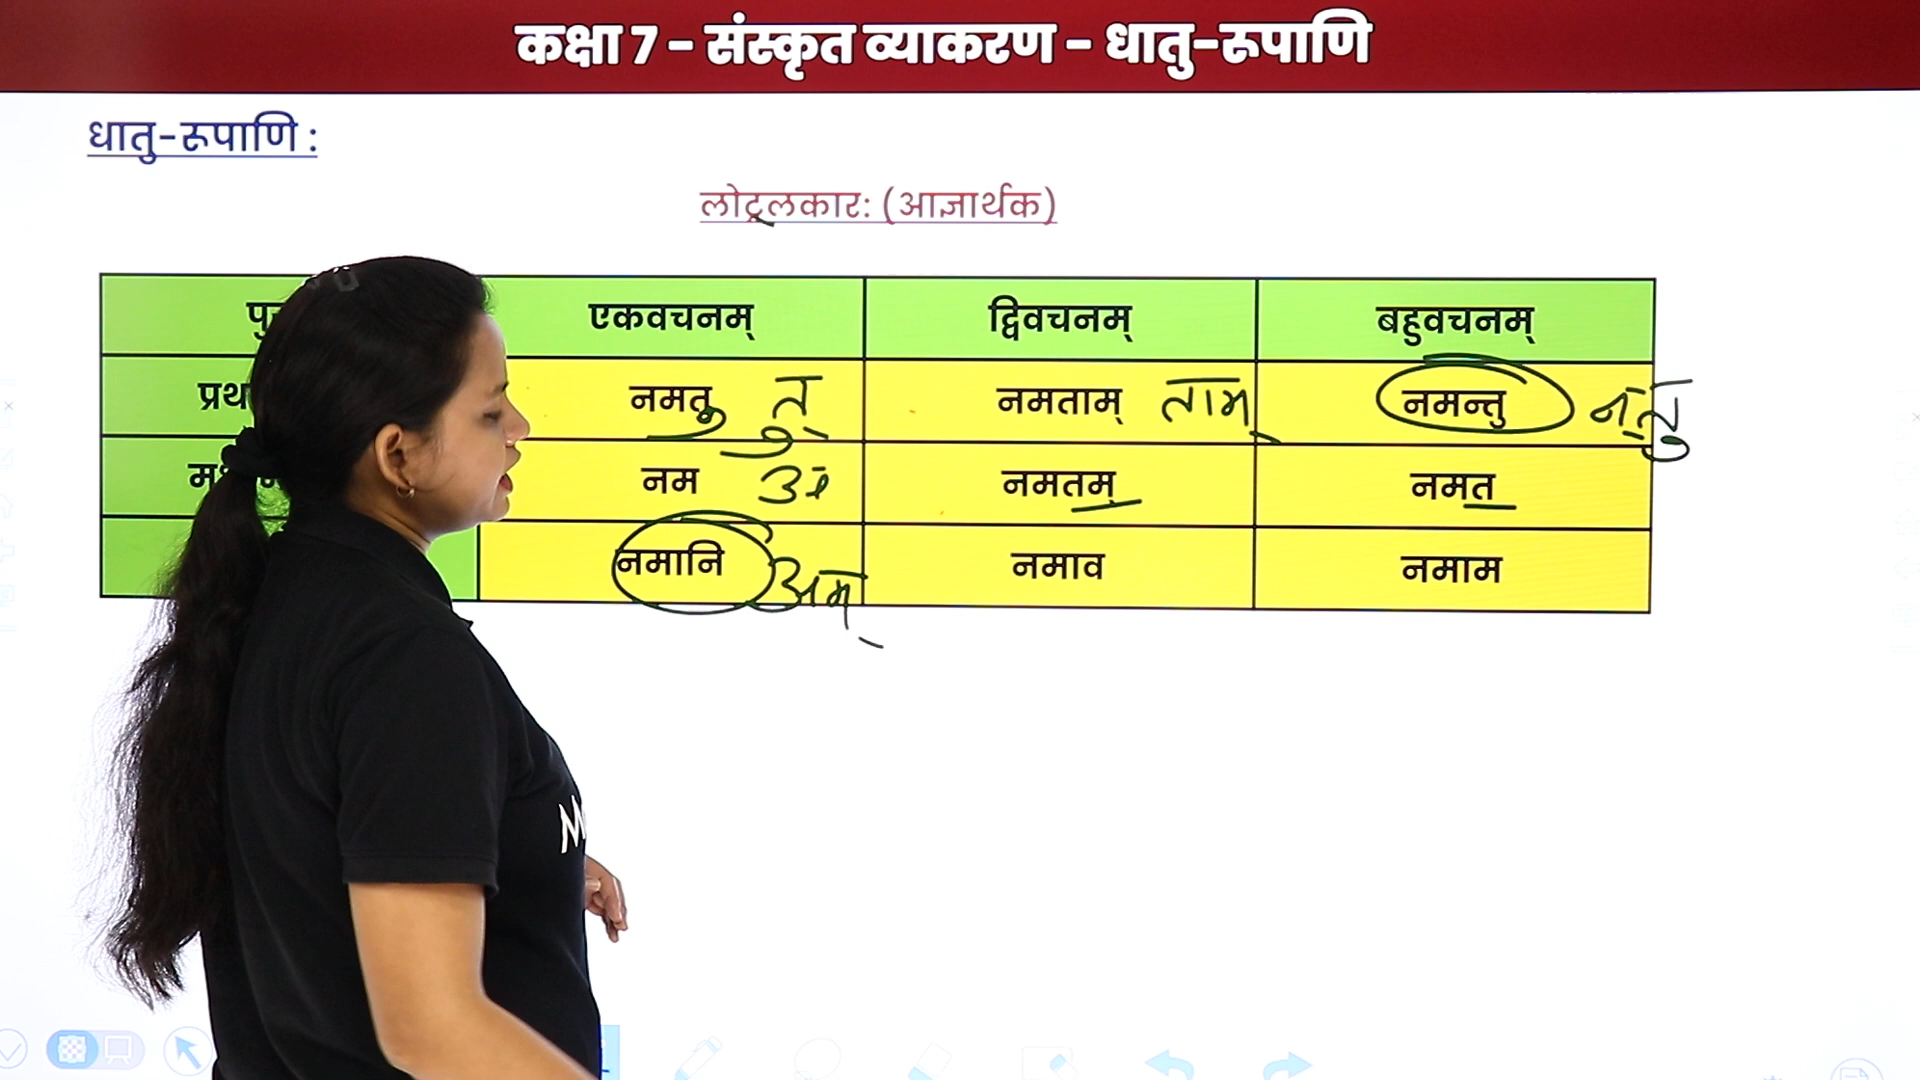 कक्षा 7 - संस्कृत व्याकरण - धातु-रूपाणि
धातु-रूपाणि :
लोट्लकारः (आज्ञार्थक)
एकवचनम् द्विवचनम् बहुवचनम्
नमतु तु नमताम् ताम् नमन्तु न्तु
नम नमतम् नमत
नमानि नमाव नमाम